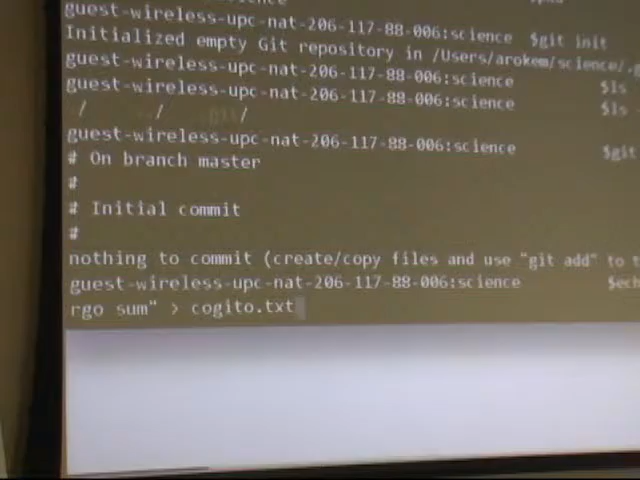 guest-wireless-upc-nat-206-117-88-006:science $git init
Initialized empty Git repository in /Users/arokem/science/.g
guest-wireless-upc-nat-206-117-88-006:science $ls
guest-wireless-upc-nat-206-117-88-006:science $ls
./ ../ .git/
guest-wireless-upc-nat-206-117-88-006:science $git
# On branch master
#
# Initial commit
#
nothing to commit (create/copy files and use "git add" to t
guest-wireless-upc-nat-206-117-88-006:science $ech
rgo sum" > cogito.txt